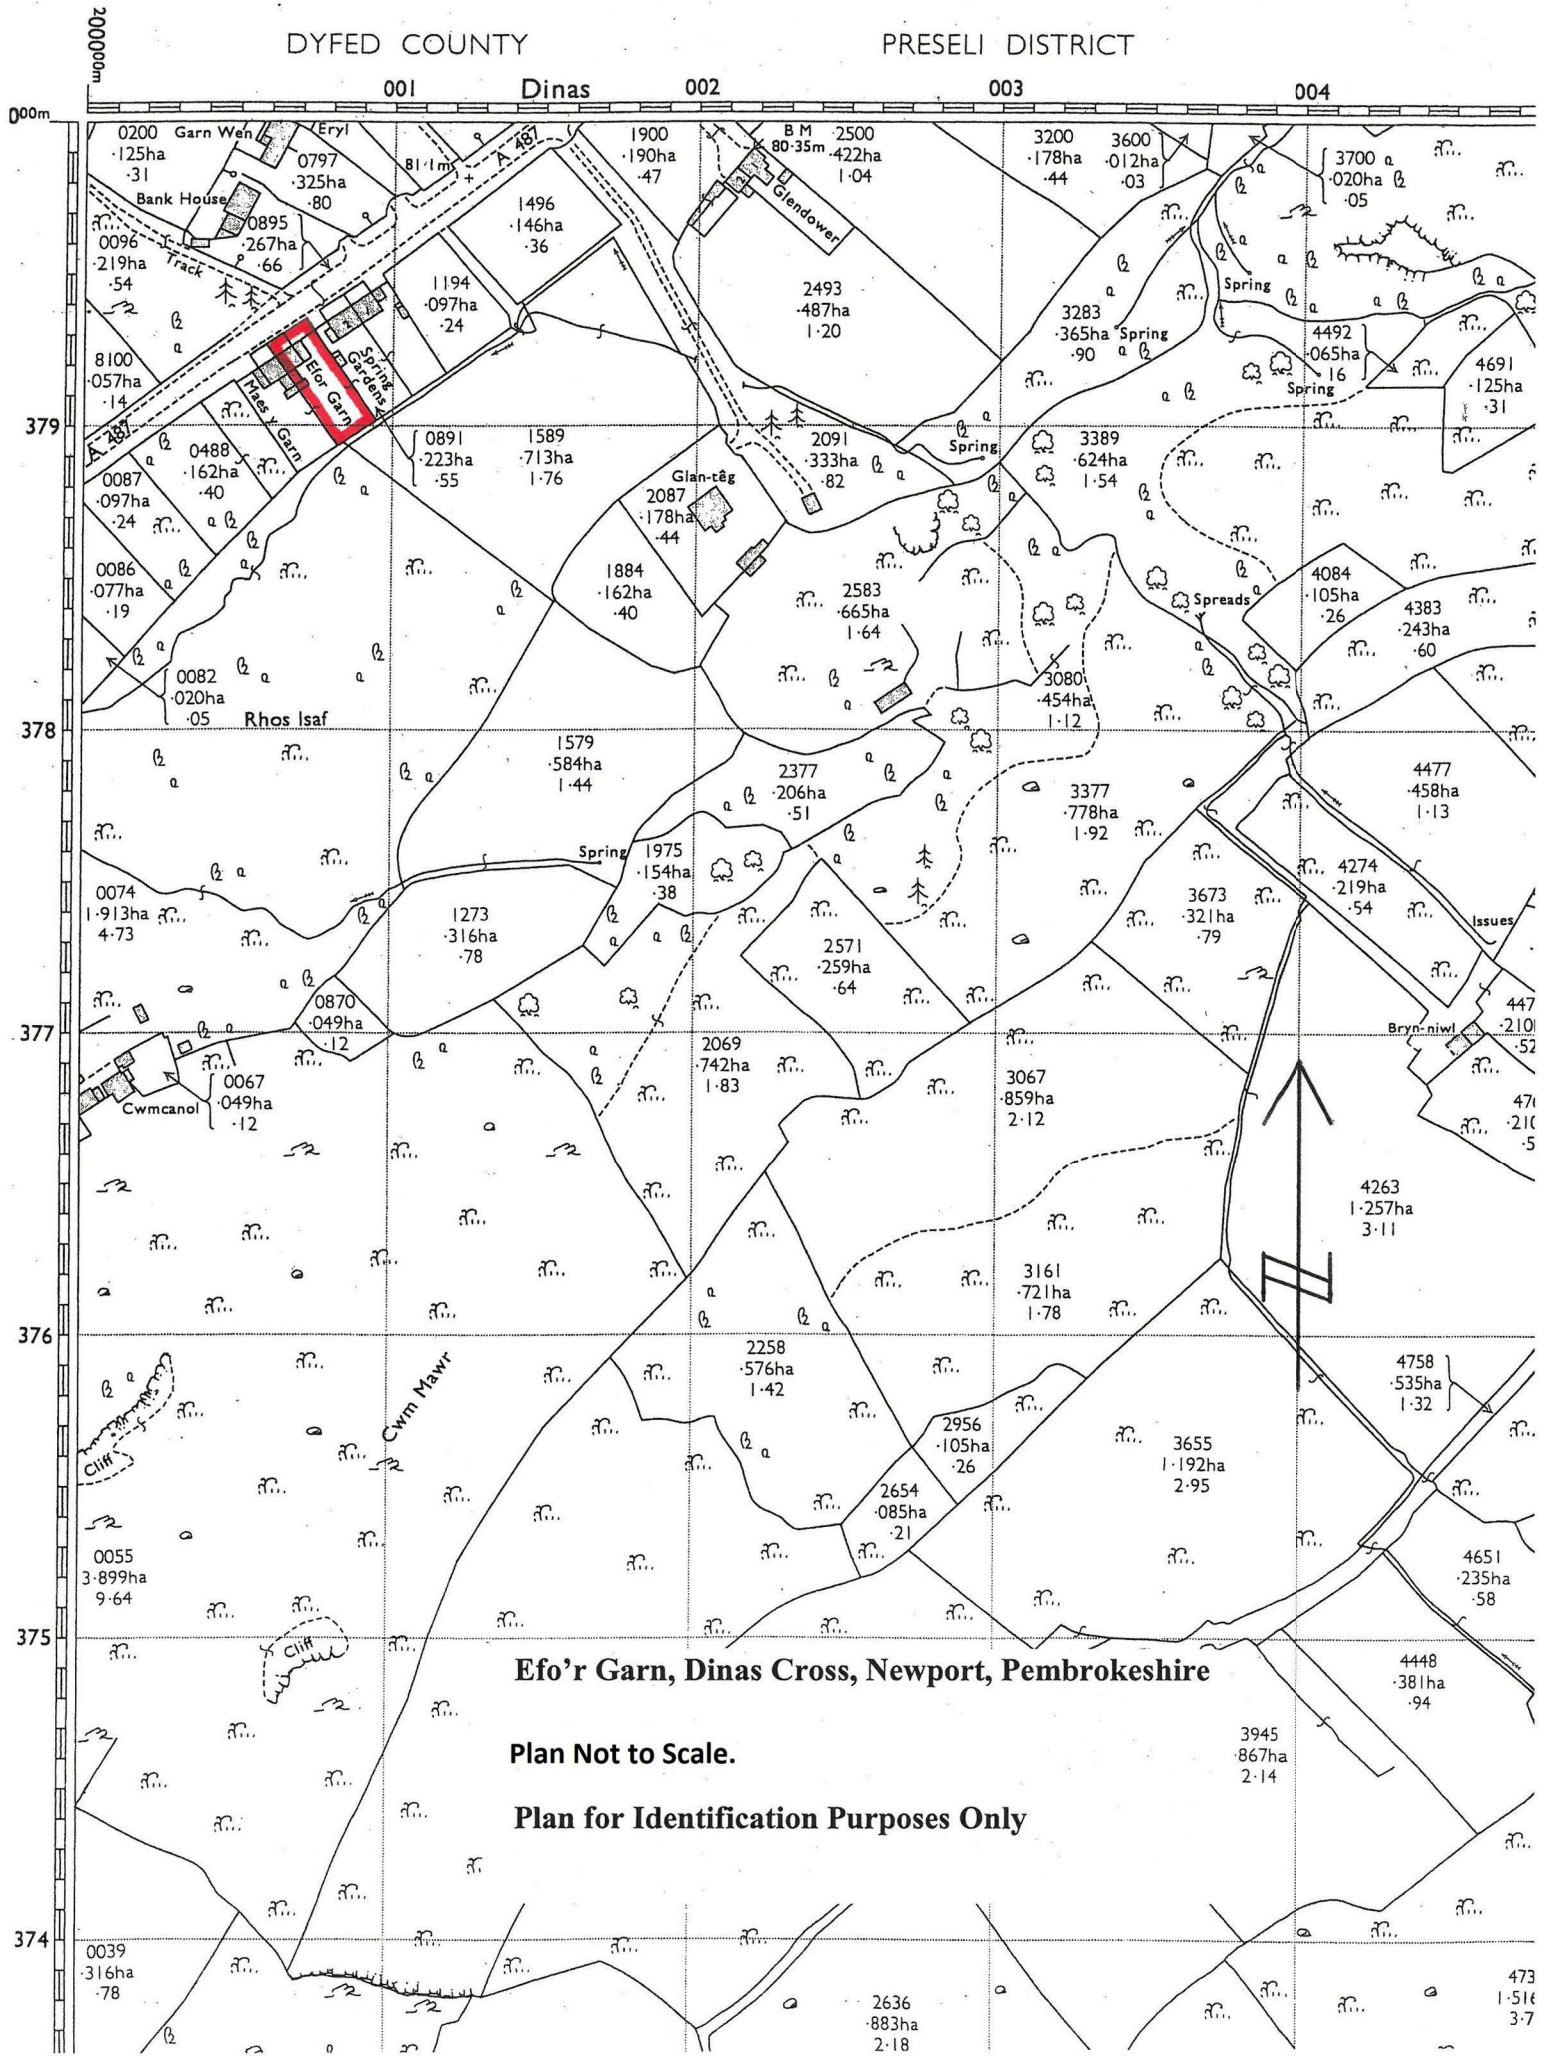 DYFED COUNTY
PRESELI DISTRICT
200000m
001
Dinas
002
003
004
000m
0200
·125ha
·31
Garn Wen
Eryl
0797
·325ha
·80
81·1m
A 487
1900
·190ha
·47
B M
80·35m
2500
·422ha
1·04
3200
·178ha
·44
3600
·012ha
·03
3700
·020ha
·05
Bank House
0895
·267ha
·66
0096
·219ha
·54
Track
1496
·146ha
·36
Glendower
1194
·097ha
·24
2493
·487ha
1·20
3283
·365ha
·90
Spring
Spring
4492
·065ha
·16
Spring
4691
·125ha
·31
8100
·057ha
·14
Spring
Gardens
Efor Garn
Maes y Garn
A 487
379
0488
·162ha
·40
0087
·097ha
·24
0891
·223ha
·55
1589
·713ha
1·76
2091
·333ha
·82
Spring
3389
·624ha
1·54
Glan-têg
2087
·178ha
·44
0086
·077ha
·19
1884
·162ha
·40
2583
·665ha
1·64
Spreads
4084
·105ha
·26
4383
·243ha
·60
0082
·020ha
·05
Rhos Isaf
3080
·454ha
1·12
378
1579
·584ha
1·44
2377
·206ha
·51
3377
·778ha
1·92
4477
·458ha
1·13
Spring
1975
·154ha
·38
4274
·219ha
·54
0074
1·913ha
4·73
1273
·316ha
·78
2571
·259ha
·64
3673
·321ha
·79
Issues
0870
·049ha
·12
377
447
·210
·52
Bryn-niwl
2069
·742ha
1·83
3067
·859ha
2·12
0067
·049ha
·12
Cwmcanol
476
·210
·5
4263
1·257ha
3·11
N
3161
·721ha
1·78
376
2258
·576ha
1·42
4758
·535ha
1·32
Cwm Mawr
Cliff
2956
·105ha
·26
3655
1·192ha
2·95
2654
·085ha
·21
0055
3·899ha
9·64
4651
·235ha
·58
375
Cliff
Efo'r Garn, Dinas Cross, Newport, Pembrokeshire
4448
·381ha
·94
Plan Not to Scale.
3945
·867ha
2·14
Plan for Identification Purposes Only
374
0039
·316ha
·78
2636
·883ha
2·18
473
1·516
3·7